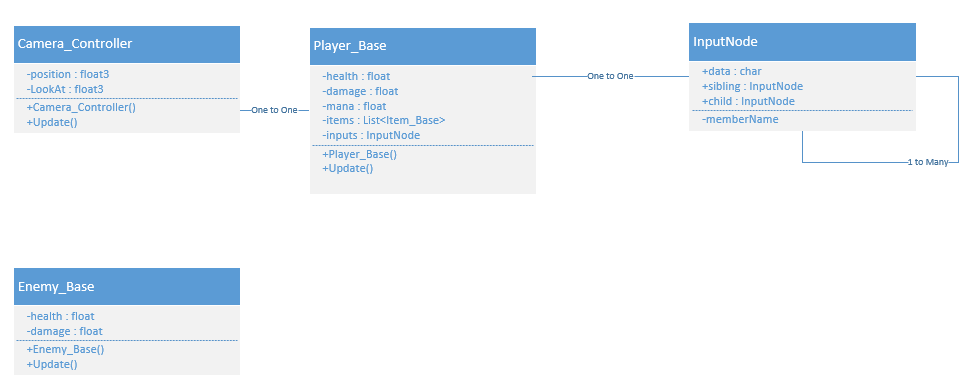 Camera_Controller
-position : float3
-LookAt : float3
+Camera_Controller()
+Update()
One to One
Player_Base
-health : float
-damage : float
-mana : float
-items : List<Item_Base>
-inputs : InputNode
+Player_Base()
+Update()
One to One
InputNode
+data : char
+sibling : InputNode
+child : InputNode
-memberName
1 to Many
Enemy_Base
-health : float
-damage : float
+Enemy_Base()
+Update()